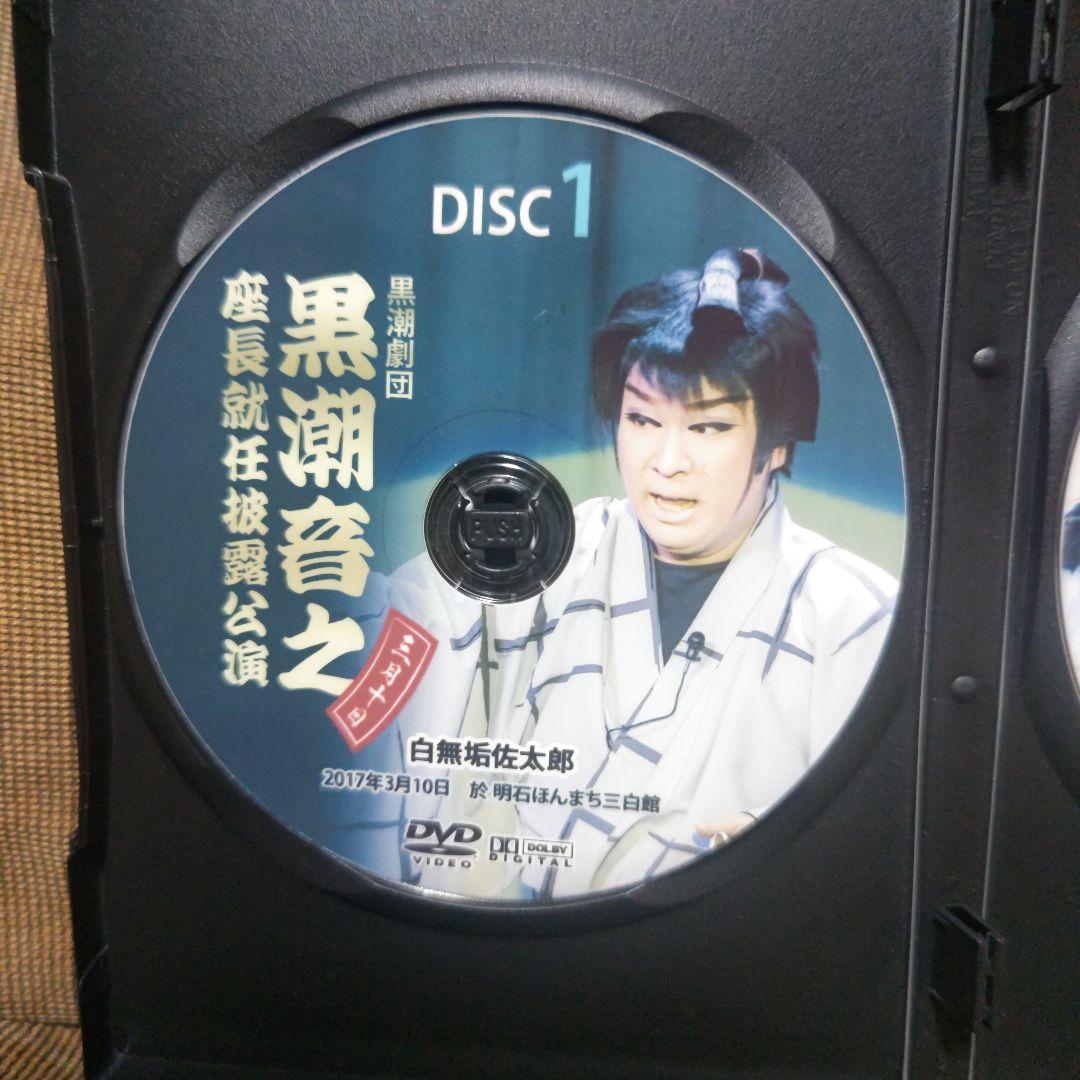 DISC 1
黒潮劇団
黒潮音之
座長就任披露公演
三月十日
白無垢佐太郎
2017年3月10日 於 明石ほんまち三白館
DVD
VIDEO
DOLBY
DIGITAL
PUSH